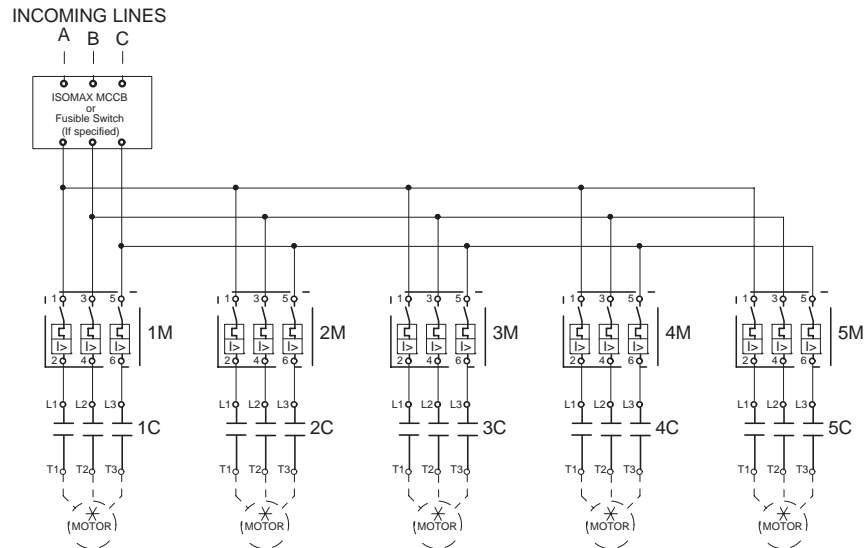 INCOMING LINES
A B C
ISOMAX MCCB
or
Fusible Switch
(If specified)
1 3 5 1 3 5 1 3 5 1 3 5 1 3 5
1M 2M 3M 4M 5M
I> I> I> I> I> I> I> I> I> I> I> I> I> I> I>
2 4 6 2 4 6 2 4 6 2 4 6 2 4 6
L1 L2 L3 L1 L2 L3 L1 L2 L3 L1 L2 L3 L1 L2 L3
1C 2C 3C 4C 5C
T1 T2 T3 T1 T2 T3 T1 T2 T3 T1 T2 T3 T1 T2 T3
MOTOR MOTOR MOTOR MOTOR MOTOR